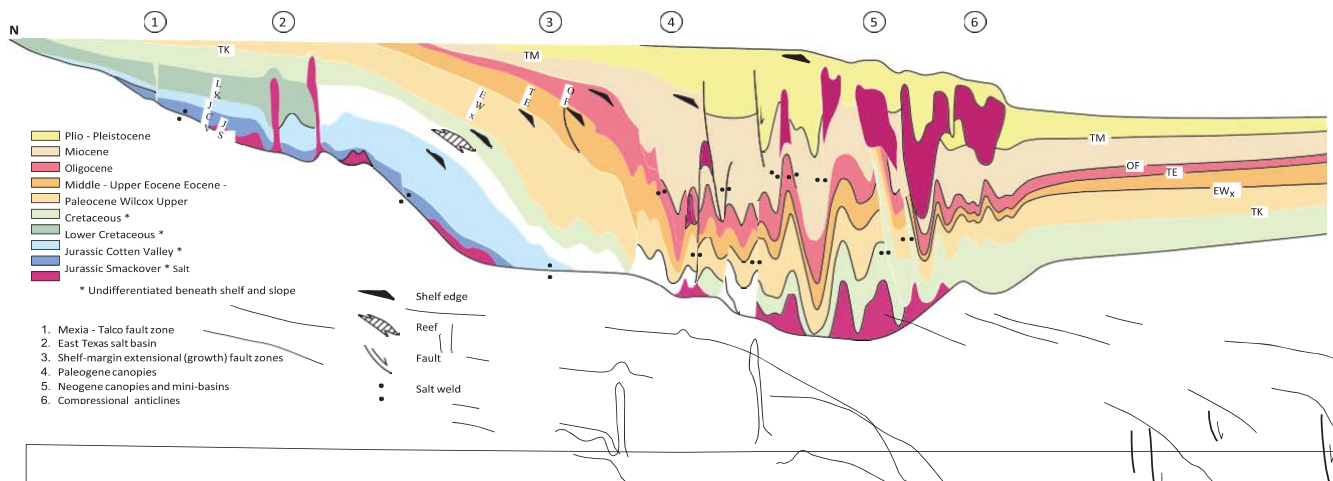 1 2 3 4 5 6
N
TK
TM
L
K
J
C
V
J
S
E
W
x
T
E
O
F
TM
OF
TE
EWx
TK
Plio - Pleistocene
Miocene
Oligocene
Middle - Upper Eocene Eocene -
Paleocene Wilcox Upper
Cretaceous *
Lower Cretaceous *
Jurassic Cotten Valley *
Jurassic Smackover * Salt
* Undifferentiated beneath shelf and slope
Shelf edge
Reef
Fault
Salt weld
1. Mexia - Talco fault zone
2. East Texas salt basin
3. Shelf-margin extensional (growth) fault zones
4. Paleogene canopies
5. Neogene canopies and mini-basins
6. Compressional anticlines